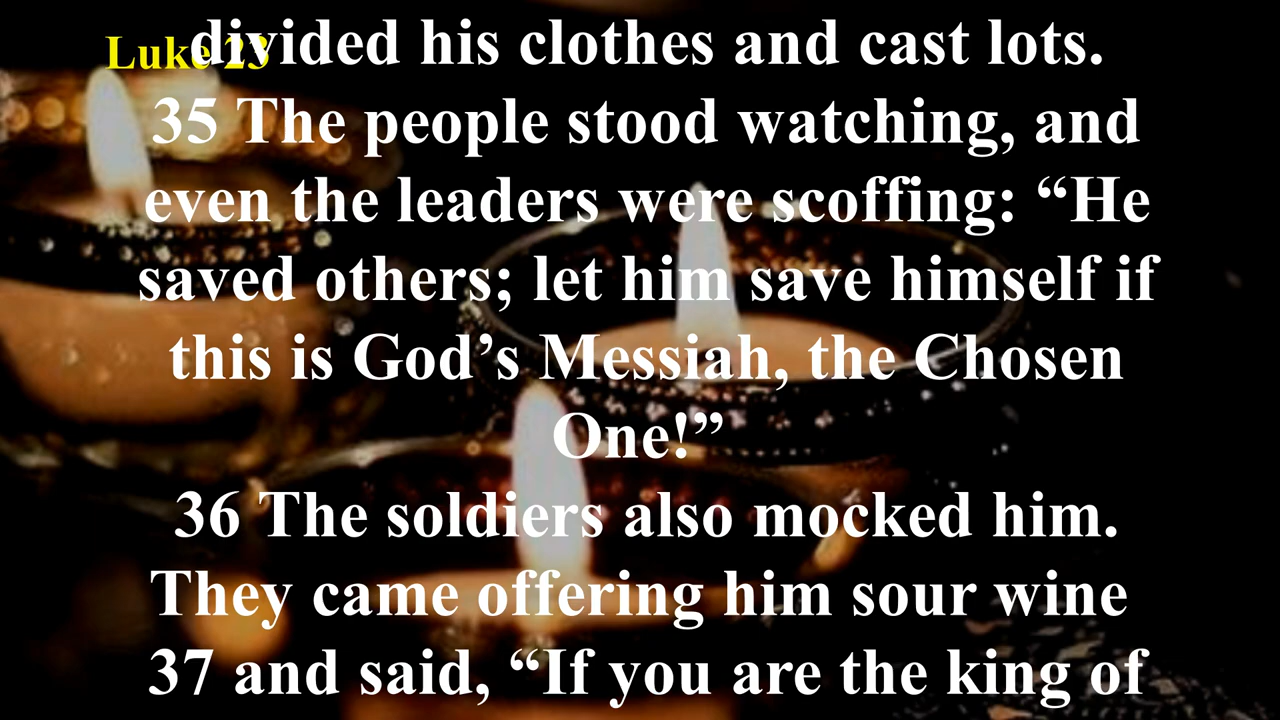 Luke 23
divided his clothes and cast lots.
35 The people stood watching, and
even the leaders were scoffing: “He
saved others; let him save himself if
this is God’s Messiah, the Chosen
One!”
36 The soldiers also mocked him.
They came offering him sour wine
37 and said, “If you are the king of